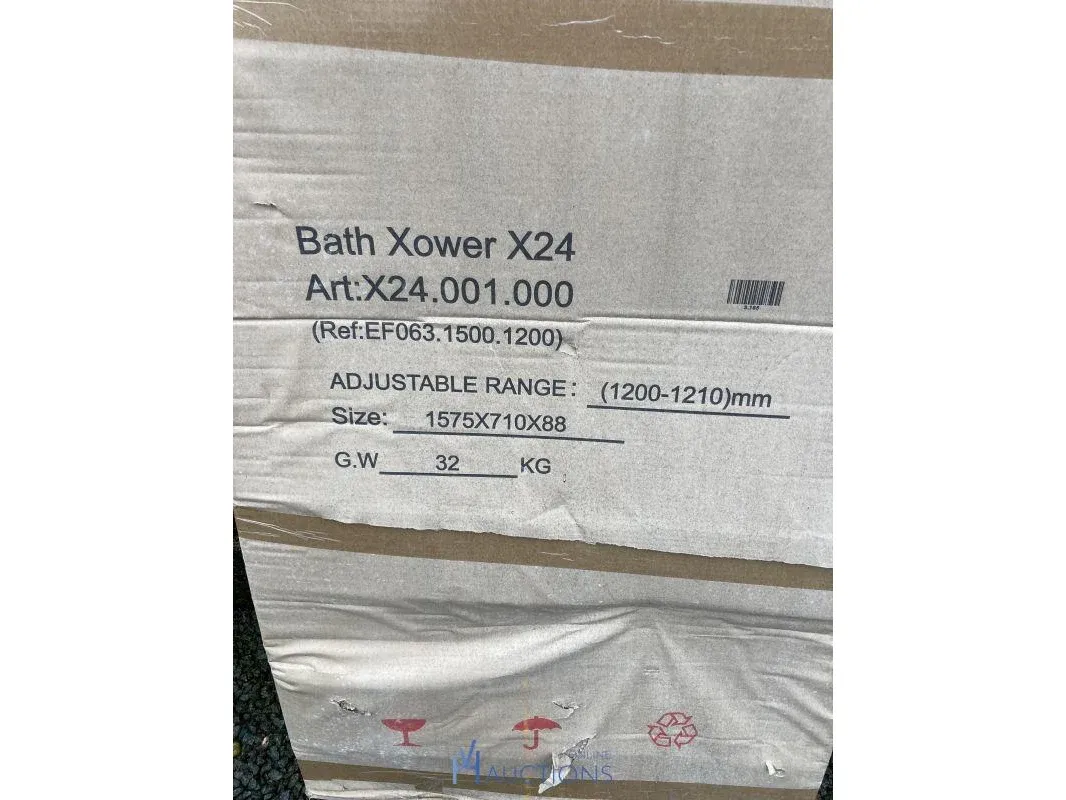 Bath Xower X24
Art:X24.001.000
(Ref:EF063.1500.1200)
ADJUSTABLE RANGE: (1200-1210)mm
Size: 1575X710X88
G.W 32 KG
ONLINE
AUCTIONS